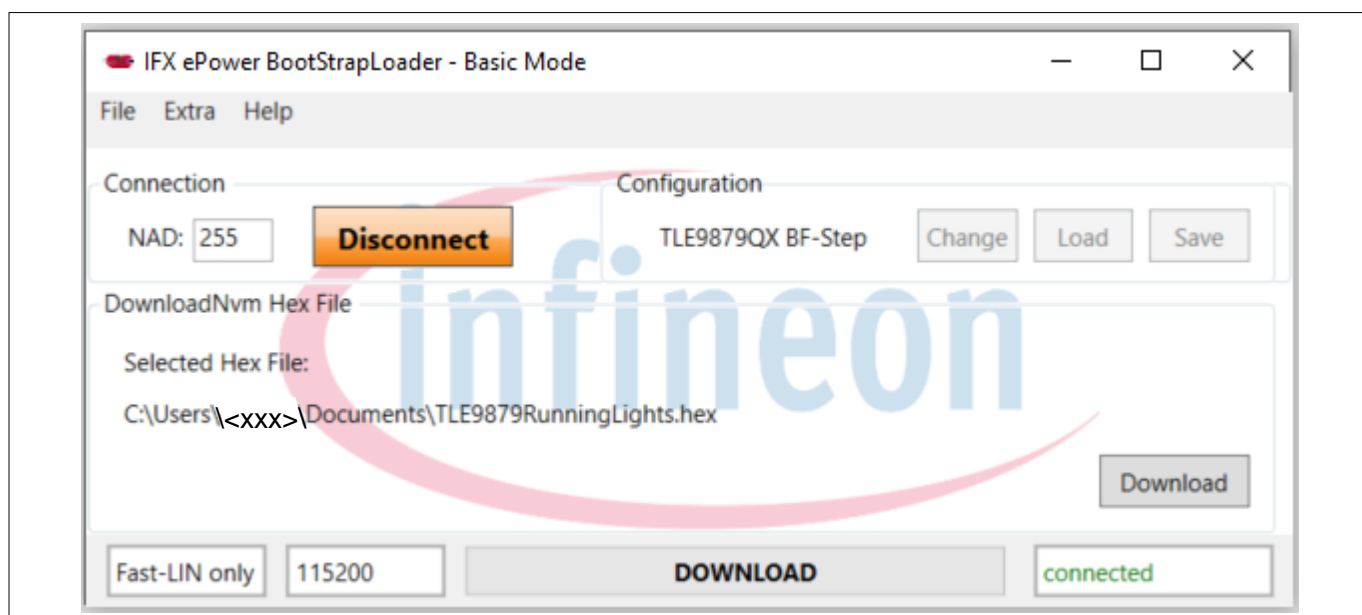 IFX ePower BootStrapLoader - Basic Mode
File Extra Help
Connection
NAD: 255 Disconnect
Configuration
TLE9879QX BF-Step Change Load Save
DownloadNvm Hex File
Selected Hex File:
C:\Users\\<xxx>\Documents\TLE9879RunningLights.hex
infineon
Download
Fast-LIN only 115200 DOWNLOAD connected